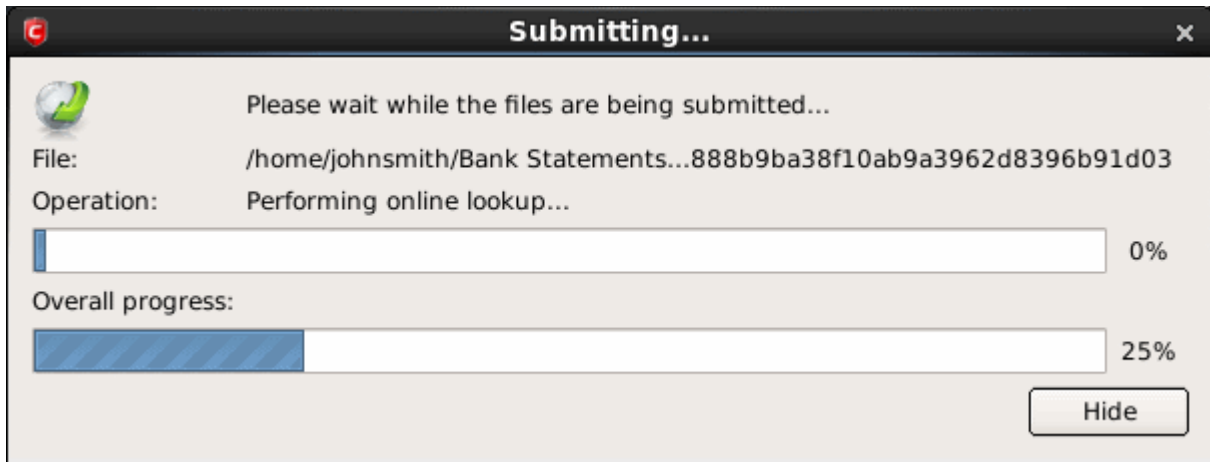 Submitting...
Please wait while the files are being submitted...
File: /home/johnsmith/Bank Statements...888b9ba38f10ab9a3962d8396b91d03
Operation: Performing online lookup...
0%
Overall progress:
25%
Hide